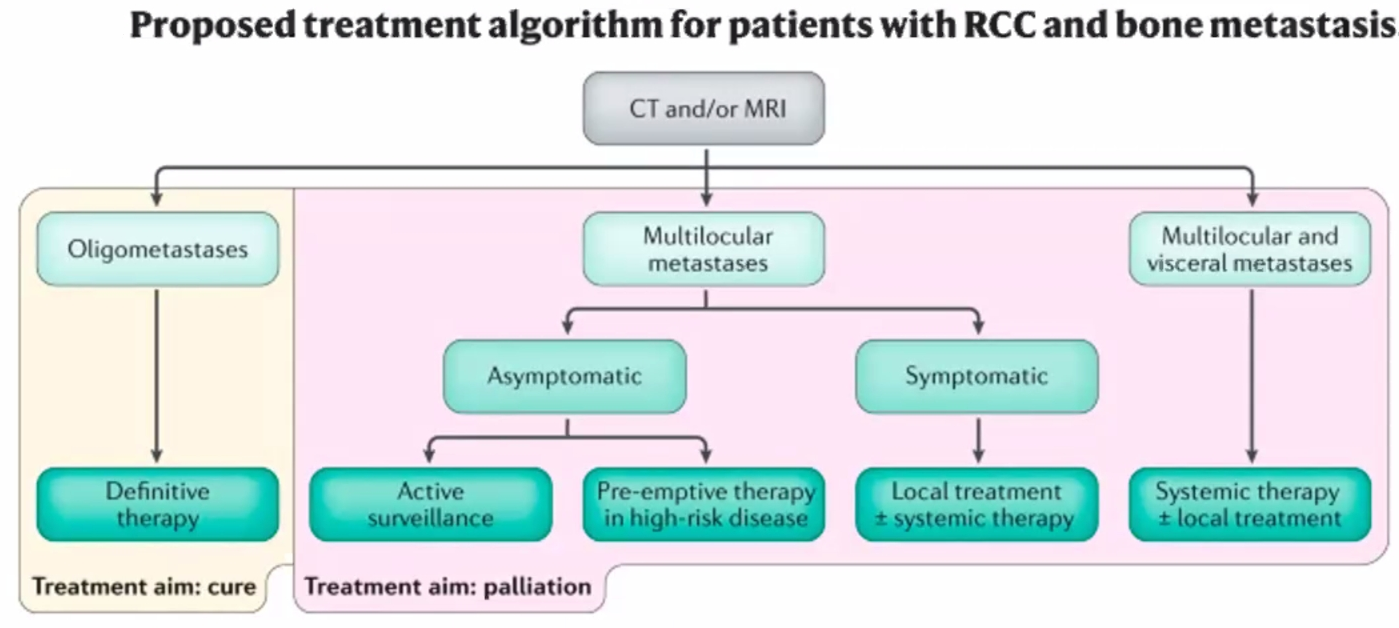 Proposed treatment algorithm for patients with RCC and bone metastasis
CT and/or MRI
Oligometastases
Multilocular
metastases
Multilocular and
visceral metastases
Asymptomatic
Symptomatic
Definitive
therapy
Active
surveillance
Pre-emptive therapy
in high-risk disease
Local treatment
± systemic therapy
Systemic therapy
± local treatment
Treatment aim: cure
Treatment aim: palliation